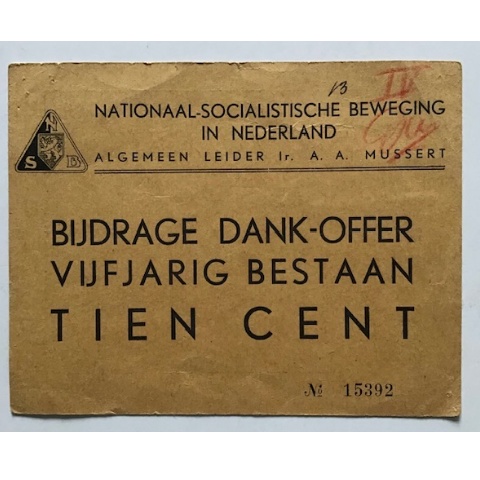 13
IV
N
S B
NATIONAAL-SOCIALISTISCHE BEWEGING
IN NEDERLAND
ALGEMEEN LEIDER Ir. A. A. MUSSERT
BIJDRAGE DANK-OFFER
VIJFJARIG BESTAAN
TIEN CENT
№ 15392